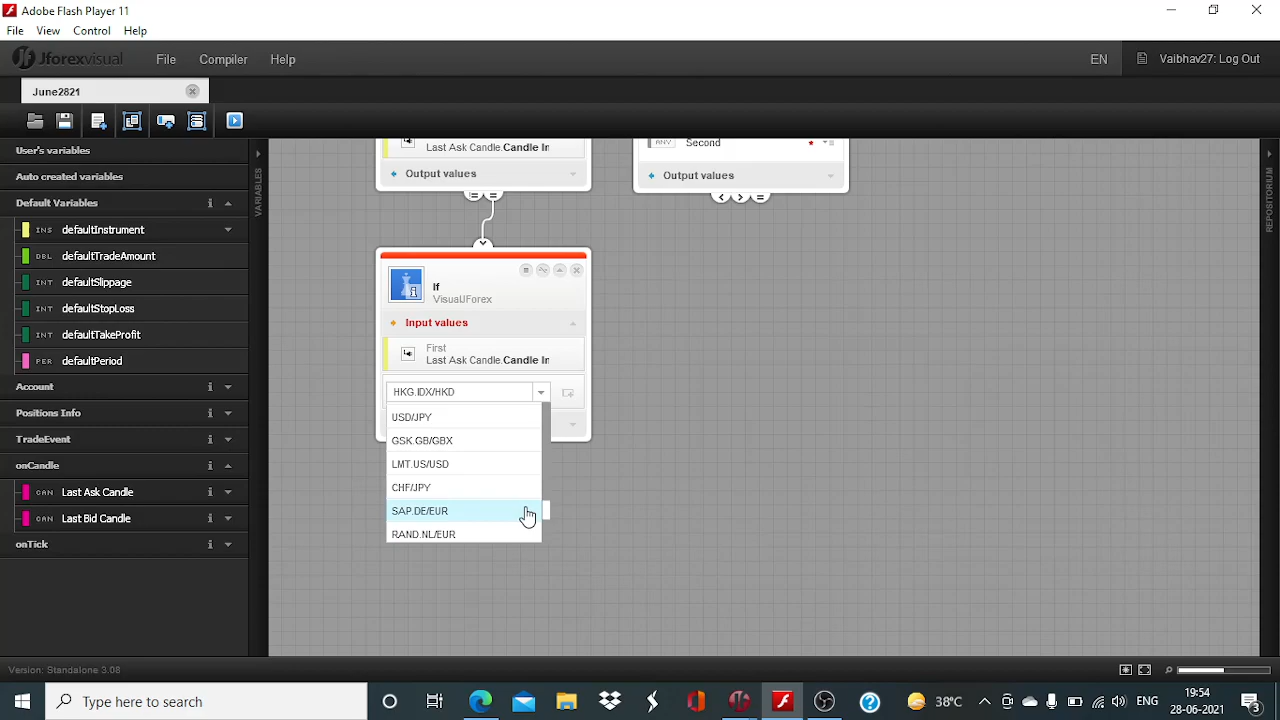 Adobe Flash Player 11
File View Control Help
Jforexvisual File Compiler Help EN Vaibhav27: Log Out
June2821
User's variables
Auto created variables
Default Variables
INS defaultInstrument
DBL defaultTradeAmount
INT defaultSlippage
INT defaultStopLoss
INT defaultTakeProfit
PER defaultPeriod
Account
Positions Info
TradeEvent
onCandle
CAN Last Ask Candle
CAN Last Bid Candle
onTick
VARIABLES
Last Ask Candle.Candle In
Output values
ANY Second
Output values
If
VisualJForex
Input values
First
Last Ask Candle.Candle In
HKG.IDX/HKD
USD/JPY
GSK.GB/GBX
LMT.US/USD
CHF/JPY
SAP.DE/EUR
RAND.NL/EUR
REPOSITORIUM
Version: Standalone 3.08
Type here to search
38°C ENG 19:54
28-06-2021
3